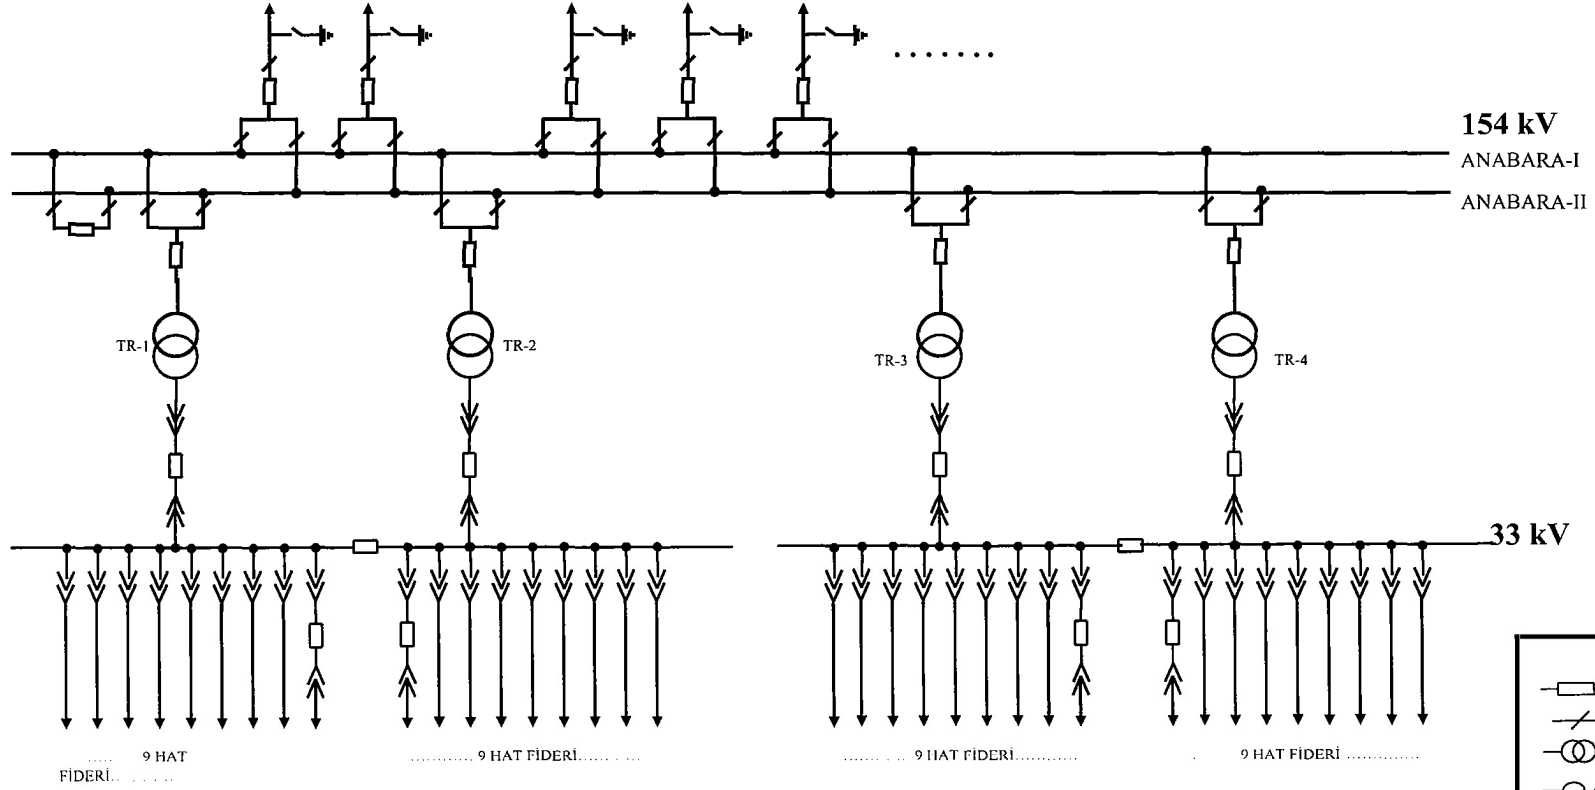 154 kV
ANABARA-I
ANABARA-II
TR-1
TR-2
TR-3
TR-4
33 kV
..... 9 HAT
FİDERİ.. . . . .
............ 9 HAT FİDERİ...... . ...
....... .. 9 HAT FİDERİ............
. 9 HAT FİDERİ ..............